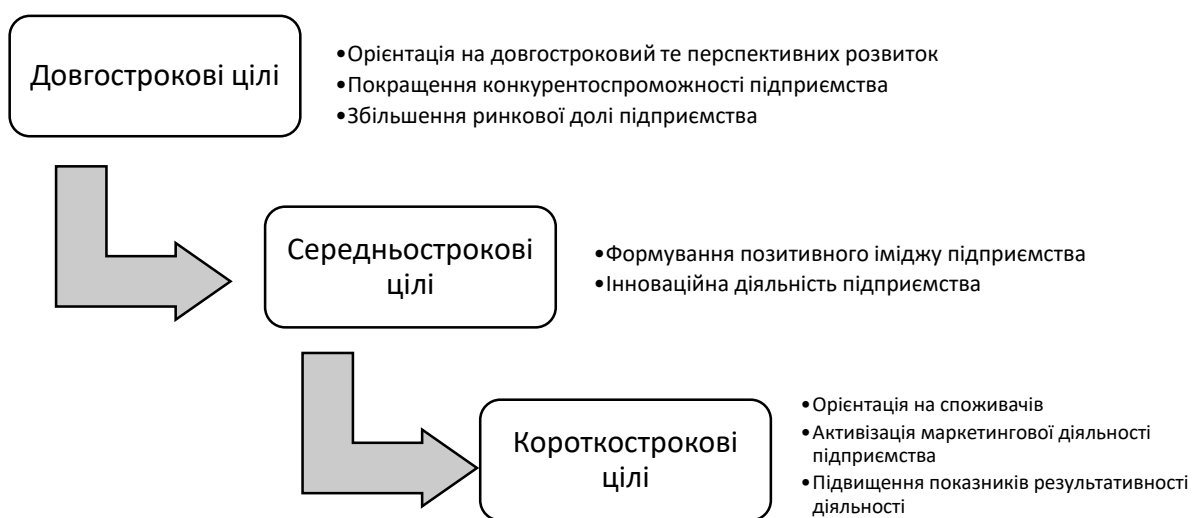 Довгострокові цілі
•Орієнтація на довгостроковий те перспективних розвиток
•Покращення конкурентоспроможності підприємства
•Збільшення ринкової долі підприємства
Середньострокові
цілі
•Формування позитивного іміджу підприємства
•Інноваційна діяльність підприємства
Короткострокові
цілі
•Орієнтація на споживачів
•Активізація маркетингової діяльності
підприємства
•Підвищення показників результативності
діяльності